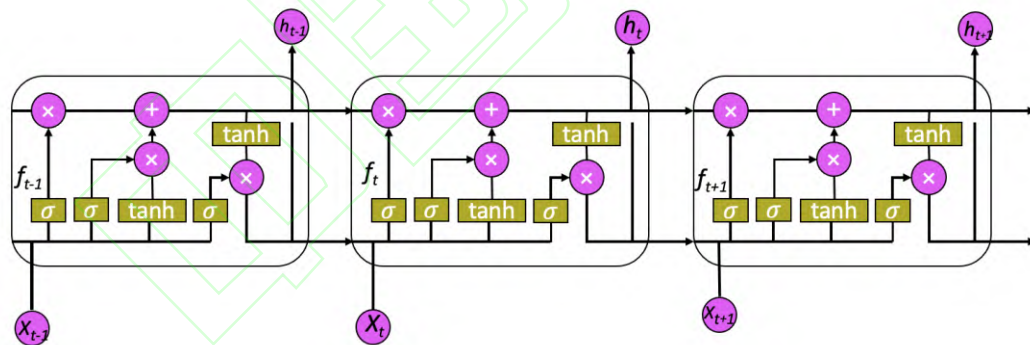 h_{t-1} h_t h_{t+1}
× + × + × +
tanh tanh tanh
× × ×
× × ×
f_{t-1} f_t f_{t+1}
σ σ tanh σ σ σ tanh σ σ σ tanh σ
X_{t-1} X_t X_{t+1}